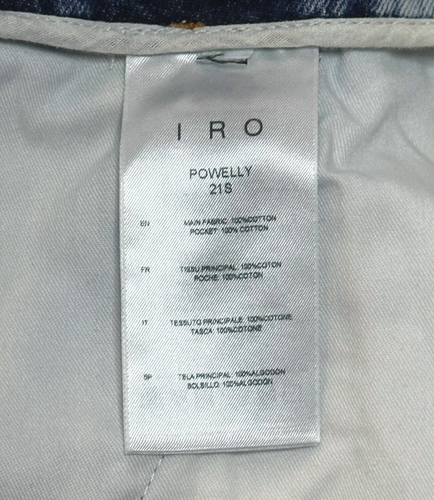 I R O
POWELLY
21S
EN MAIN FABRIC: 100%COTTON
POCKET: 100% COTTON
FR TISSU PRINCIPAL: 100%COTON
POCHE: 100%COTON
IT TESSUTO PRINCIPALE: 100%COTONE
TASCA: 100%COTONE
SP TELA PRINCIPAL: 100%ALGODON
BOLSILLO: 100%ALGODON